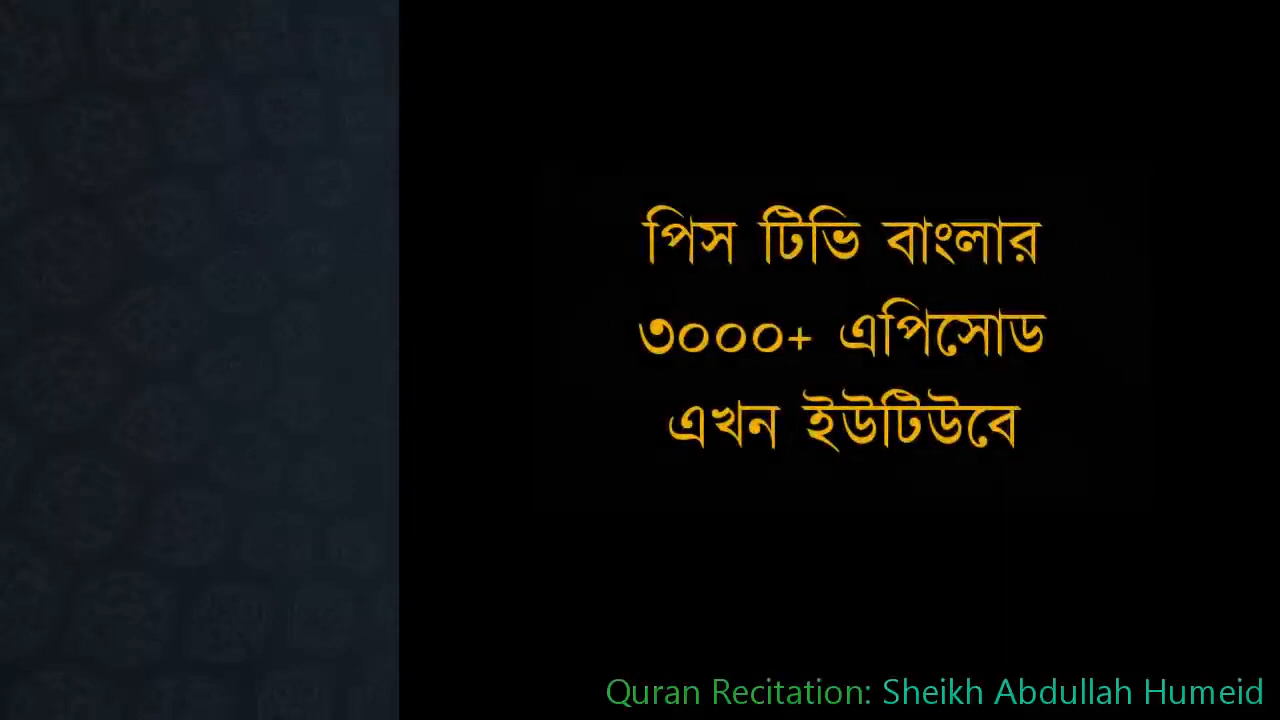 পিস টিভি বাংলার
৩০০০+ এপিসোড
এখন ইউটিউবে
Quran Recitation: Sheikh Abdullah Humeid